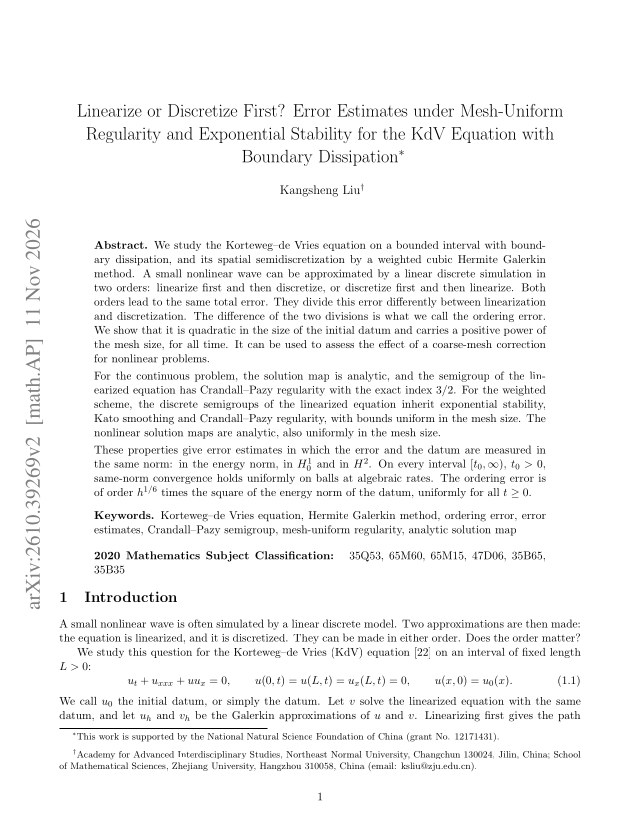 Linearize or Discretize First? Error Estimates under Mesh-Uniform
Regularity and Exponential Stability for the KdV Equation with
Boundary Dissipation*
Kangsheng Liu†
arXiv:2610.39269v2 [math.AP] 11 Nov 2026
Abstract. We study the Korteweg–de Vries equation on a bounded interval with bound-
ary dissipation, and its spatial semidiscretization by a weighted cubic Hermite Galerkin
method. A small nonlinear wave can be approximated by a linear discrete simulation in
two orders: linearize first and then discretize, or discretize first and then linearize. Both
orders lead to the same total error. They divide this error differently between linearization
and discretization. The difference of the two divisions is what we call the ordering error.
We show that it is quadratic in the size of the initial datum and carries a positive power of
the mesh size, for all time. It can be used to assess the effect of a coarse-mesh correction
for nonlinear problems.
For the continuous problem, the solution map is analytic, and the semigroup of the lin-
earized equation has Crandall–Pazy regularity with the exact index 3/2. For the weighted
scheme, the discrete semigroups of the linearized equation inherit exponential stability,
Kato smoothing and Crandall–Pazy regularity, with bounds uniform in the mesh size. The
nonlinear solution maps are analytic, also uniformly in the mesh size.
These properties give error estimates in which the error and the datum are measured in
the same norm: in the energy norm, in H₀¹ and in H². On every interval [t₀, ∞), t₀ > 0,
same-norm convergence holds uniformly on balls at algebraic rates. The ordering error is
of order h^{1/6} times the square of the energy norm of the datum, uniformly for all t ≥ 0.
Keywords. Korteweg–de Vries equation, Hermite Galerkin method, ordering error, error
estimates, Crandall–Pazy semigroup, mesh-uniform regularity, analytic solution map
2020 Mathematics Subject Classification: 35Q53, 65M60, 65M15, 47D06, 35B65,
35B35
1 Introduction
A small nonlinear wave is often simulated by a linear discrete model. Two approximations are then made:
the equation is linearized, and it is discretized. They can be made in either order. Does the order matter?
We study this question for the Korteweg–de Vries (KdV) equation [22] on an interval of fixed length
L > 0:
uₜ + uₓₓₓ + uuₓ = 0, u(0, t) = u(L, t) = uₓ(L, t) = 0, u(x, 0) = u₀(x). (1.1)
We call u₀ the initial datum, or simply the datum. Let v solve the linearized equation with the same
datum, and let uₕ and vₕ be the Galerkin approximations of u and v. Linearizing first gives the path
*This work is supported by the National Natural Science Foundation of China (grant No. 12171431).
†Academy for Advanced Interdisciplinary Studies, Northeast Normal University, Changchun 130024, Jilin, China; School
of Mathematical Sciences, Zhejiang University, Hangzhou 310058, China (email: ksliu@zju.edu.cn).
1